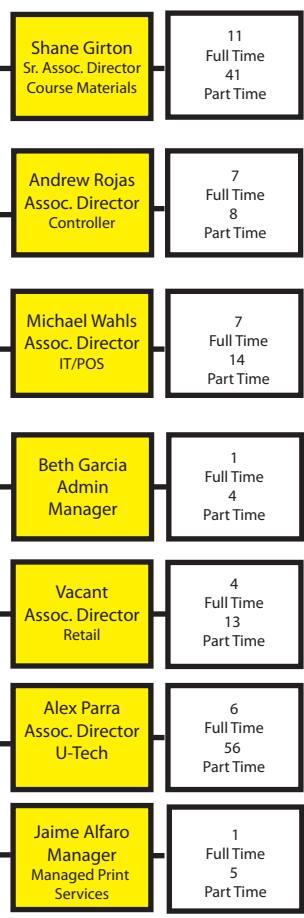 Shane Girton
Sr. Assoc. Director
Course Materials
11
Full Time
41
Part Time
Andrew Rojas
Assoc. Director
Controller
7
Full Time
8
Part Time
Michael Wahls
Assoc. Director
IT/POS
7
Full Time
14
Part Time
Beth Garcia
Admin
Manager
1
Full Time
4
Part Time
Vacant
Assoc. Director
Retail
4
Full Time
13
Part Time
Alex Parra
Assoc. Director
U-Tech
6
Full Time
56
Part Time
Jaime Alfaro
Manager
Managed Print
Services
1
Full Time
5
Part Time